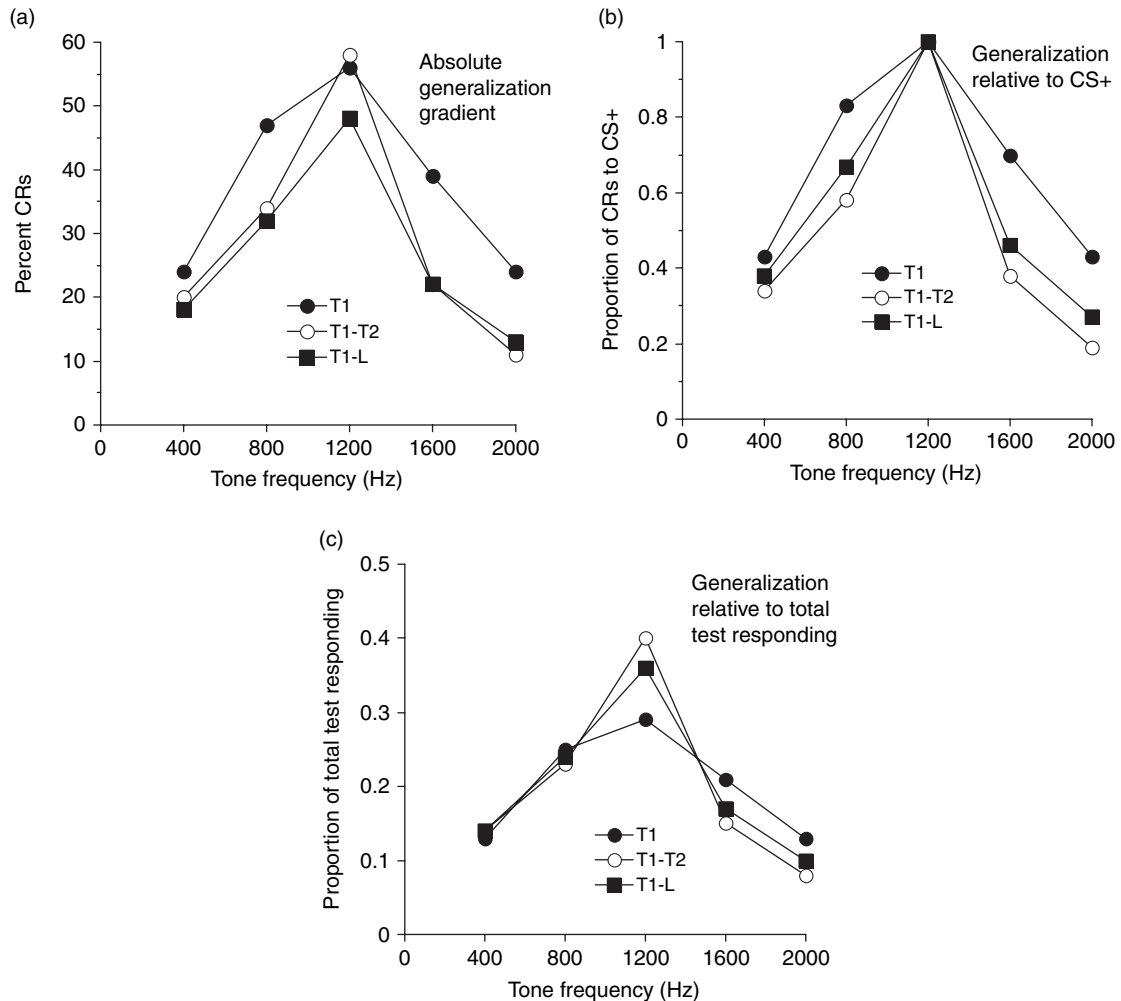 (a)
60
50
40
30
20
10
0
Percent CRs
Absolute
generalization
gradient
T1
T1-T2
T1-L
0 400 800 1200 1600 2000
Tone frequency (Hz)
(b)
1
0.8
0.6
0.4
0.2
0
Proportion of CRs to CS+
Generalization
relative to CS+
T1
T1-T2
T1-L
0 400 800 1200 1600 2000
Tone frequency (Hz)
(c)
0.5
0.4
0.3
0.2
0.1
0
Proportion of total test responding
Generalization
relative to total
test responding
T1
T1-T2
T1-L
0 400 800 1200 1600 2000
Tone frequency (Hz)